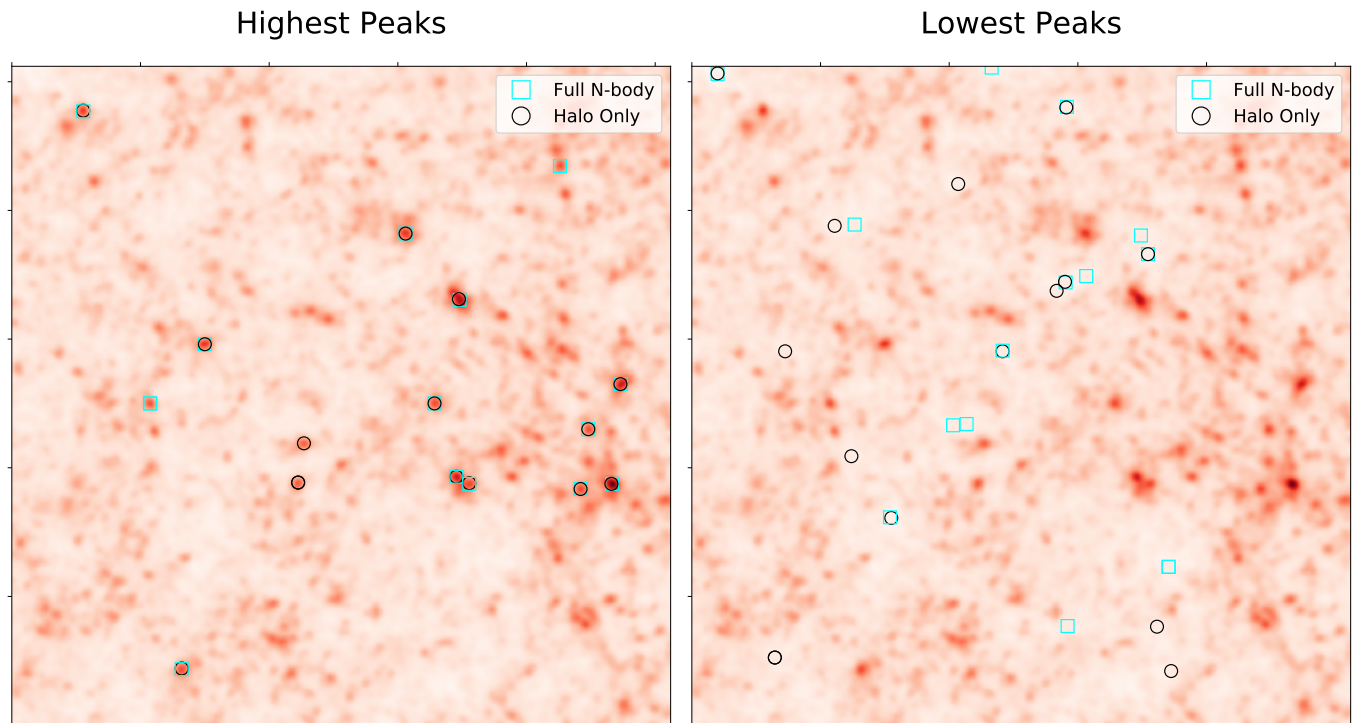 Highest Peaks
Lowest Peaks
Full N-body
Halo Only
Full N-body
Halo Only